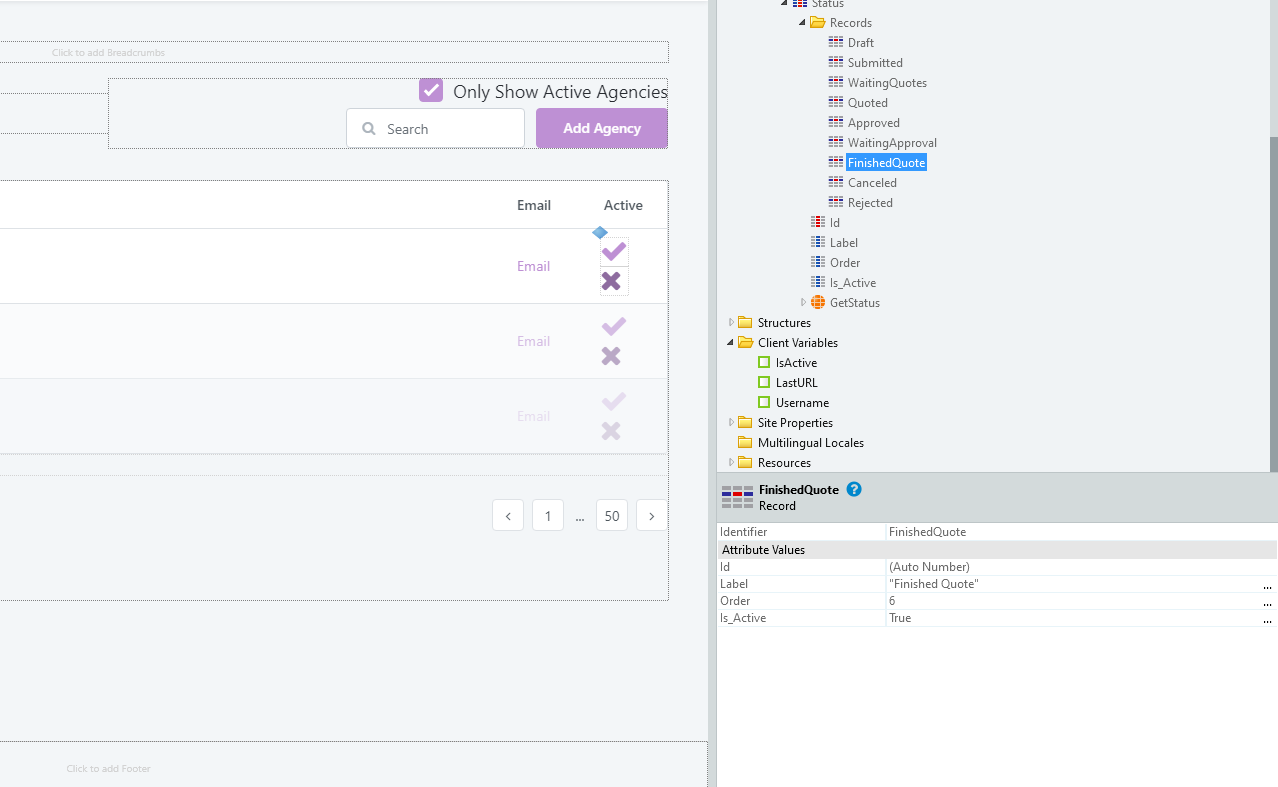 Click to add Breadcrumbs
Only Show Active Agencies
Search
Add Agency
Email
Active
Email
Email
Email
1
...
50
Click to add Footer
Status
Records
Draft
Submitted
WaitingQuotes
Quoted
Approved
WaitingApproval
FinishedQuote
Canceled
Rejected
Id
Label
Order
Is_Active
GetStatus
Structures
Client Variables
IsActive
LastURL
Username
Site Properties
Multilingual Locales
Resources
FinishedQuote ?
Record
Identifier FinishedQuote
Attribute Values
Id (Auto Number)
Label "Finished Quote" ...
Order 6 ...
Is_Active True ...